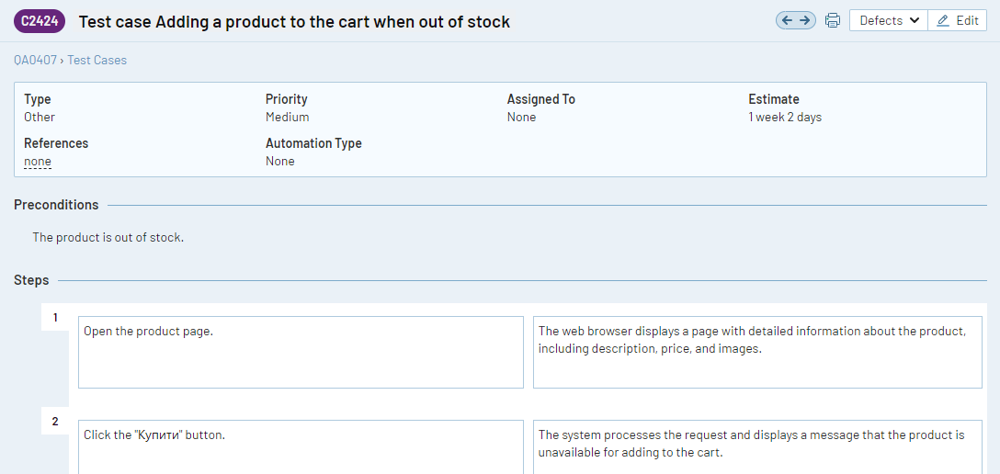 C2424 Test case Adding a product to the cart when out of stock
Defects Edit
QA0407 › Test Cases
Type Priority Assigned To Estimate
Other Medium None 1 week 2 days
References Automation Type
none None
Preconditions
The product is out of stock.
Steps
1
Open the product page.
The web browser displays a page with detailed information about the product,
including description, price, and images.
2
Click the "Купити" button.
The system processes the request and displays a message that the product is
unavailable for adding to the cart.